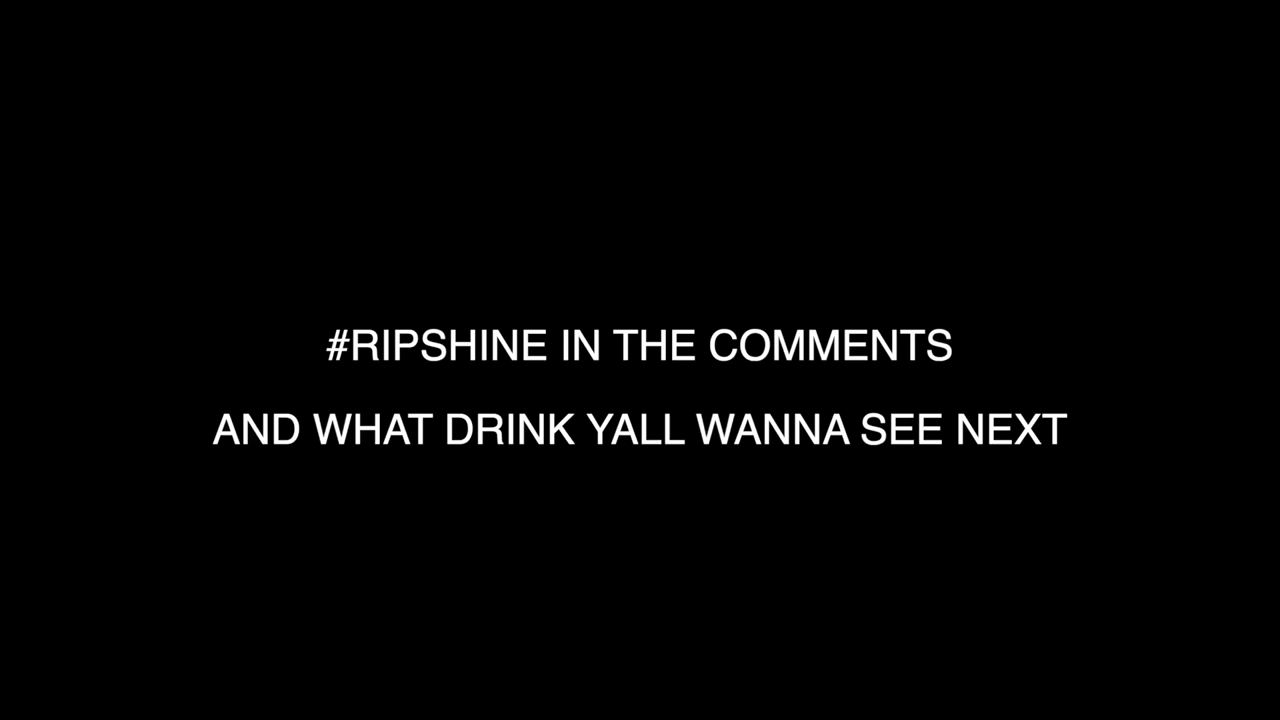 #RIPSHINE IN THE COMMENTS
AND WHAT DRINK YALL WANNA SEE NEXT